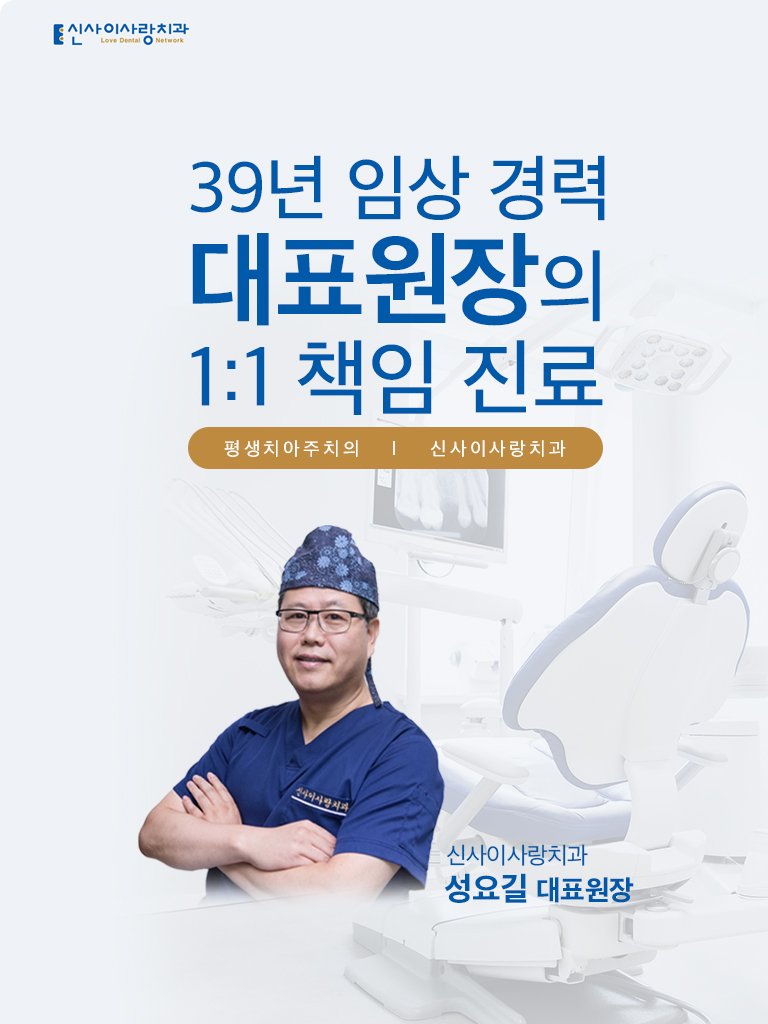 신사이사랑치과
Love Dental Network
39년 임상 경력
대표원장의
1:1 책임 진료
평생치아주치의 | 신사이사랑치과
신사이사랑치과
신사이사랑치과
성요길 대표원장